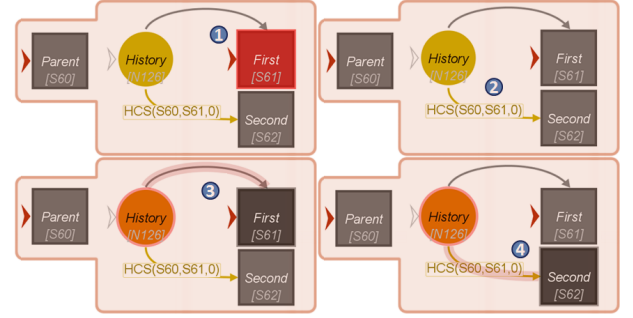 1
Parent
[S60]
History
[N126]
First
[S61]
HCS(S60,S61,0)
Second
[S62]
Parent
[S60]
History
[N126]
First
[S61]
2
HCS(S60,S61,0)
Second
[S62]
3
Parent
[S60]
History
[N126]
First
[S61]
HCS(S60,S61,0)
Second
[S62]
Parent
[S60]
History
[N126]
First
[S61]
4
HCS(S60,S61,0)
Second
[S62]